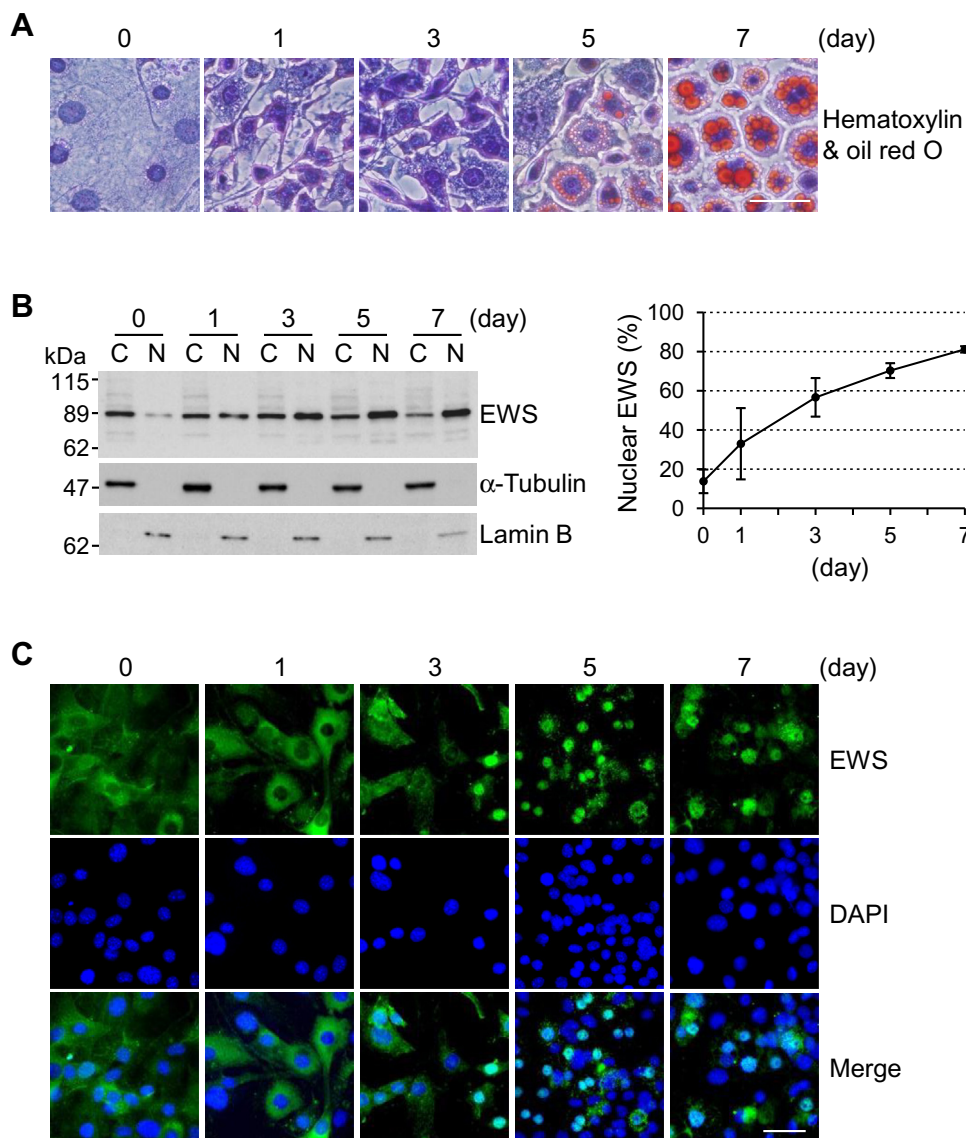 A
0 1 3 5 7 (day)
Hematoxylin
& oil red O
B
0 1 3 5 7 (day)
kDa C N C N C N C N C N
115
89
62
EWS
47
α-Tubulin
62
Lamin B
Nuclear EWS (%)
100
80
60
40
20
0
0 1 3 5 7
(day)
C
0 1 3 5 7 (day)
EWS
DAPI
Merge